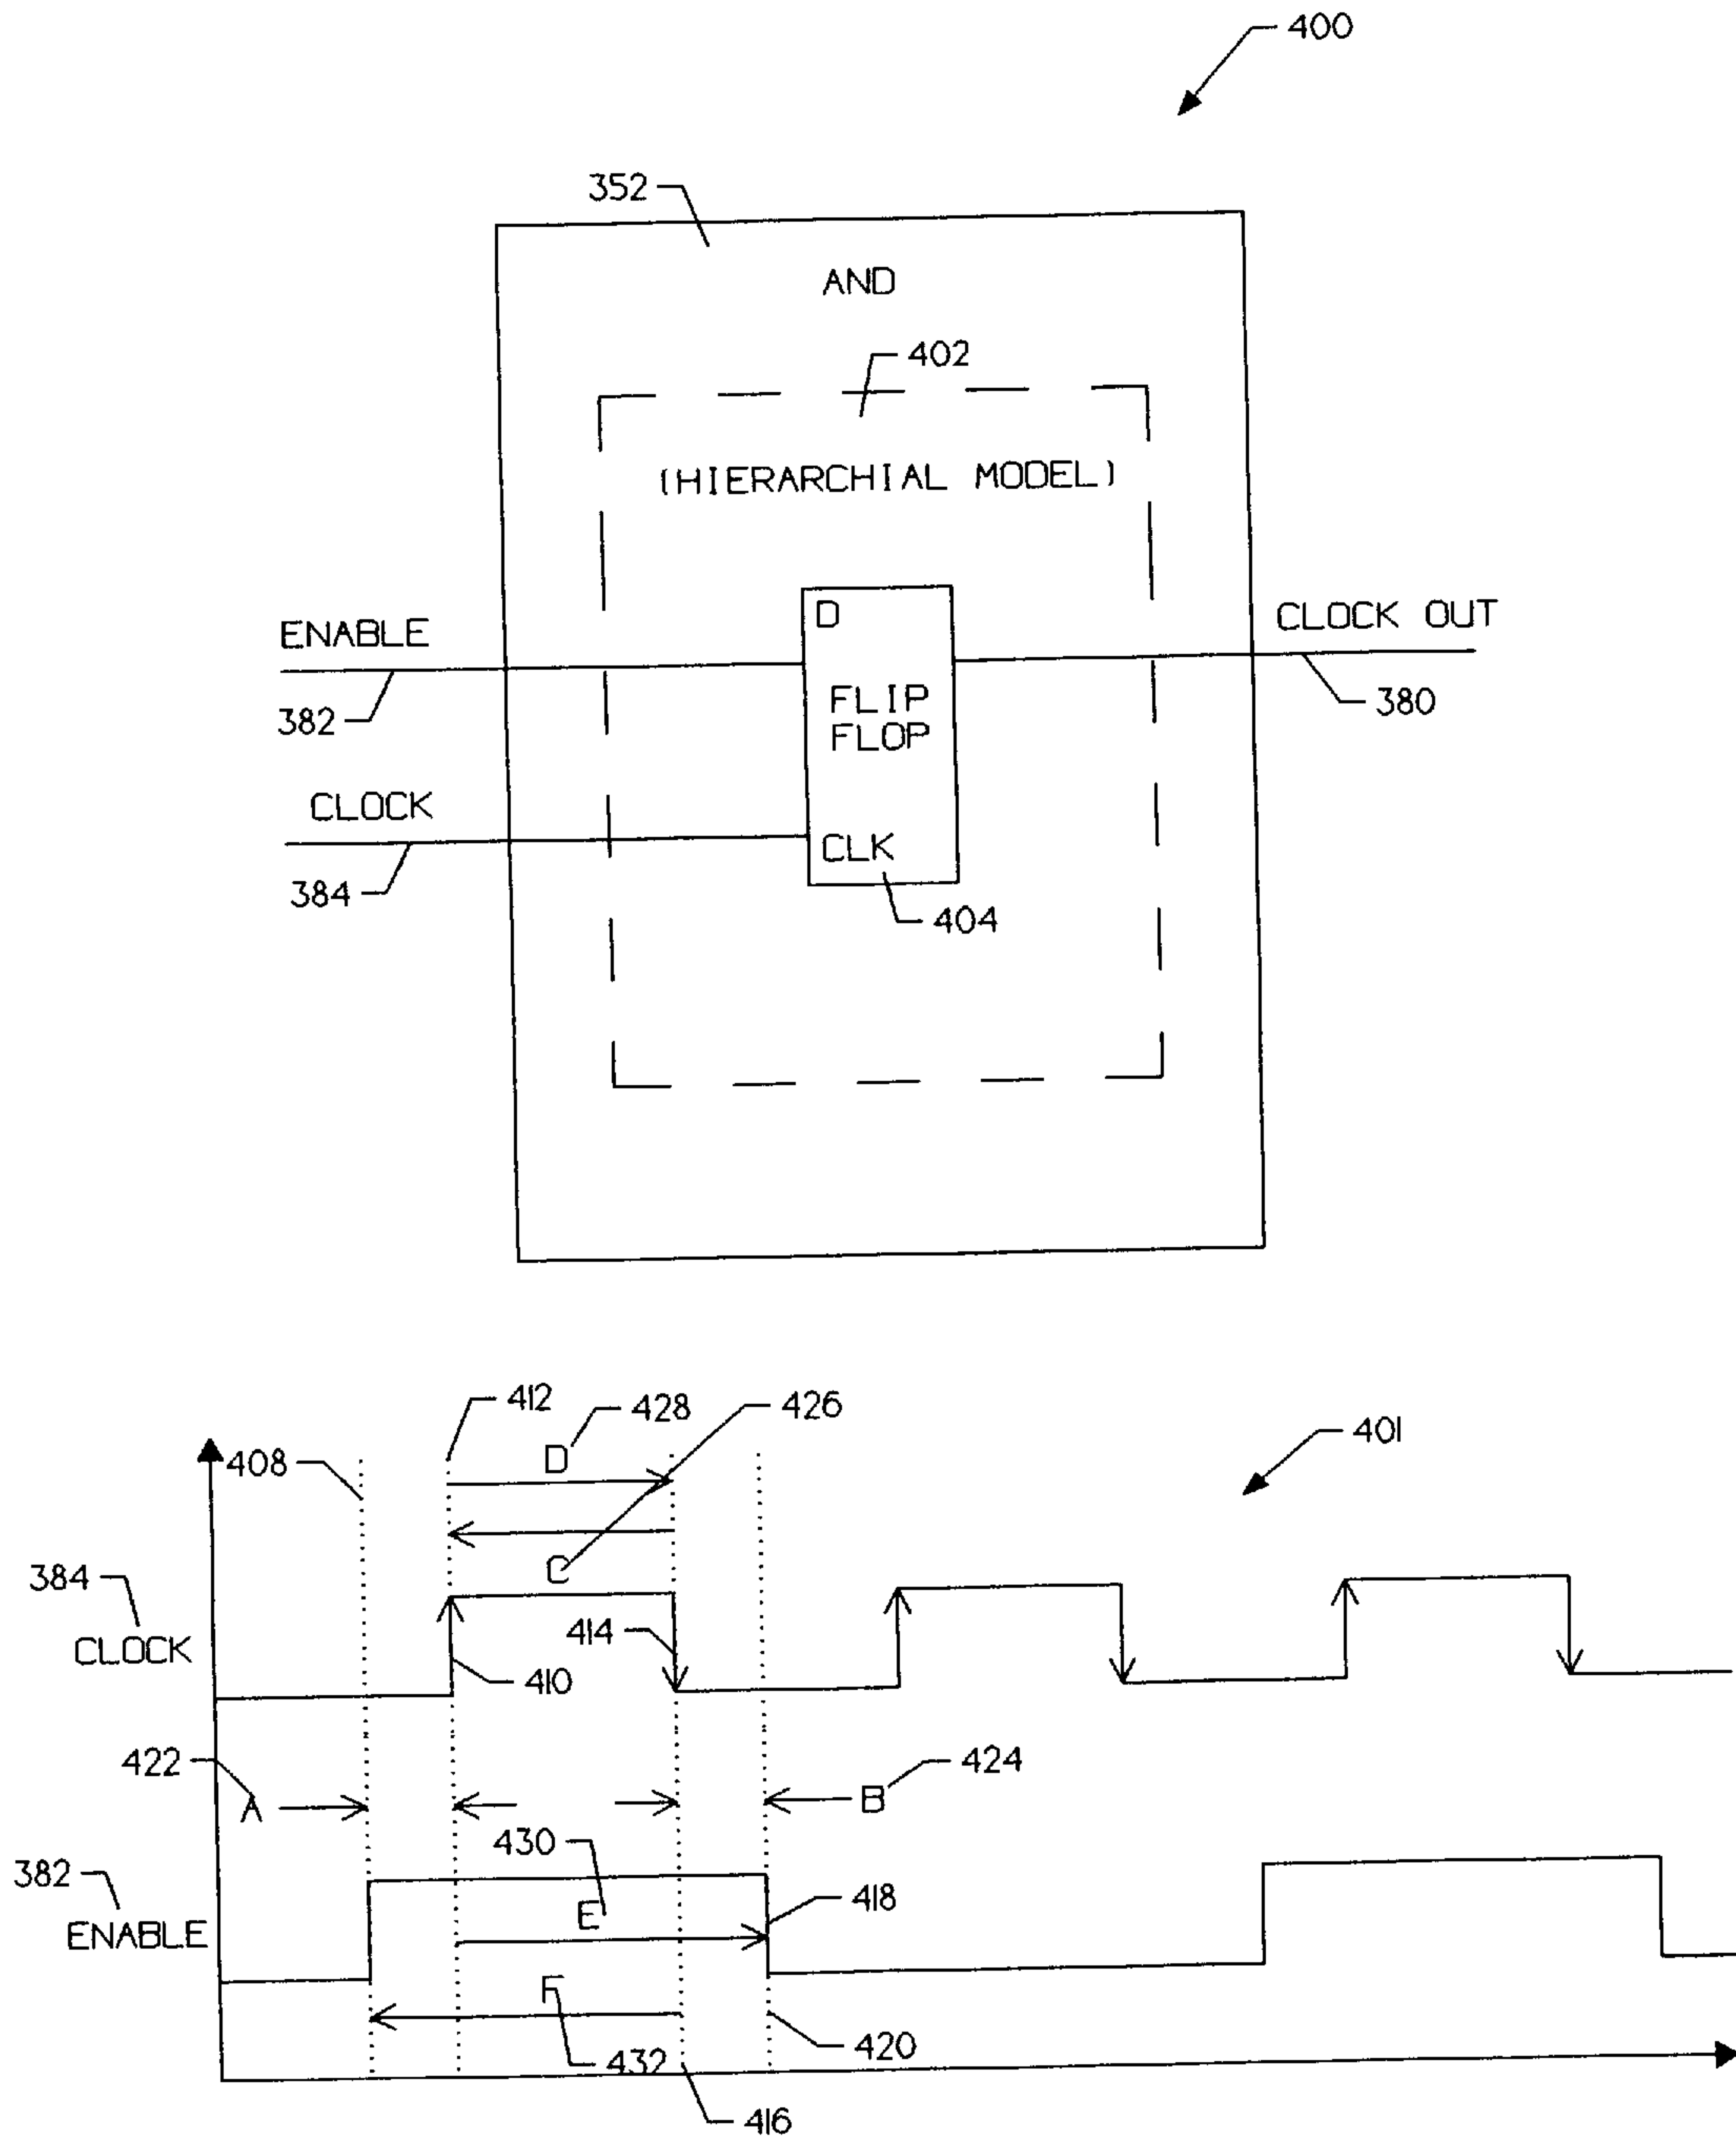 400
352
AND
402
(HIERARCHIAL MODEL)
D
ENABLE
CLOCK OUT
382
FLIP
FLOP
380
CLOCK
CLK
384
404
412
428
426
408
D
401
C
384
CLOCK
414
410
422
424
A
B
430
382
ENABLE
E
418
F
432
420
416